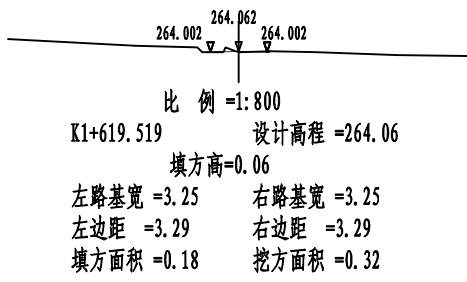 264.062
264.002 264.002
比 例 =1:800
K1+619.519 设计高程 =264.06
填方高=0.06
左路基宽 =3.25 右路基宽 =3.25
左边距 =3.29 右边距 =3.29
填方面积 =0.18 挖方面积 =0.32